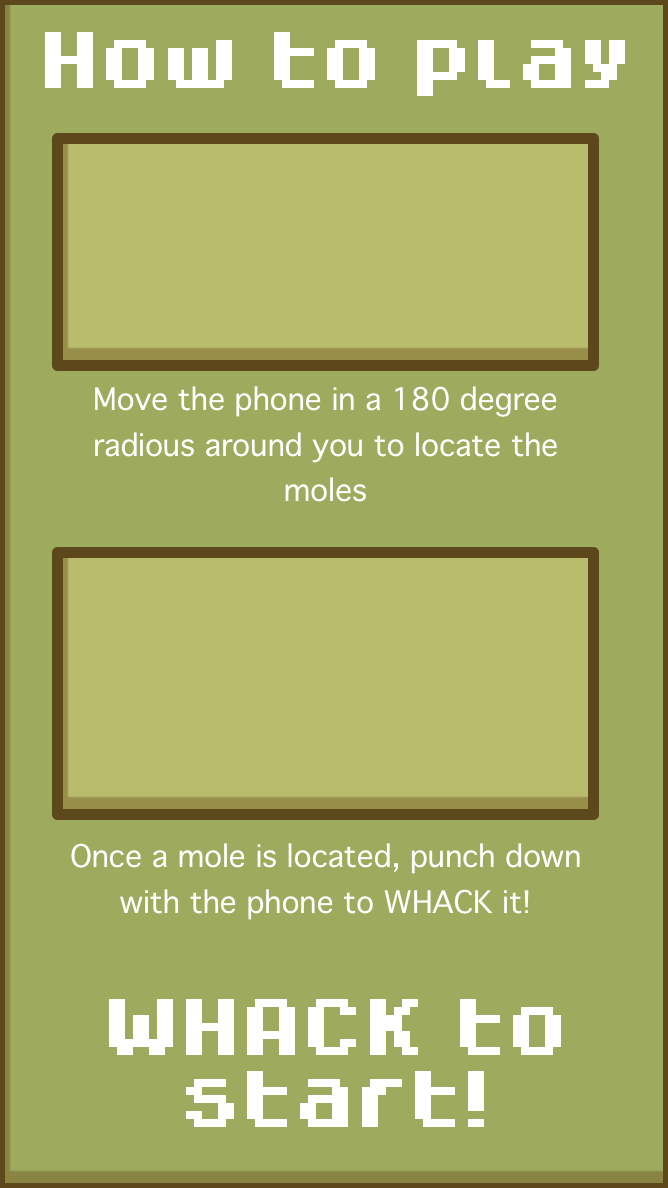 How to play
Move the phone in a 180 degree
radious around you to locate the
moles
Once a mole is located, punch down
with the phone to WHACK it!
WHACK to
start!